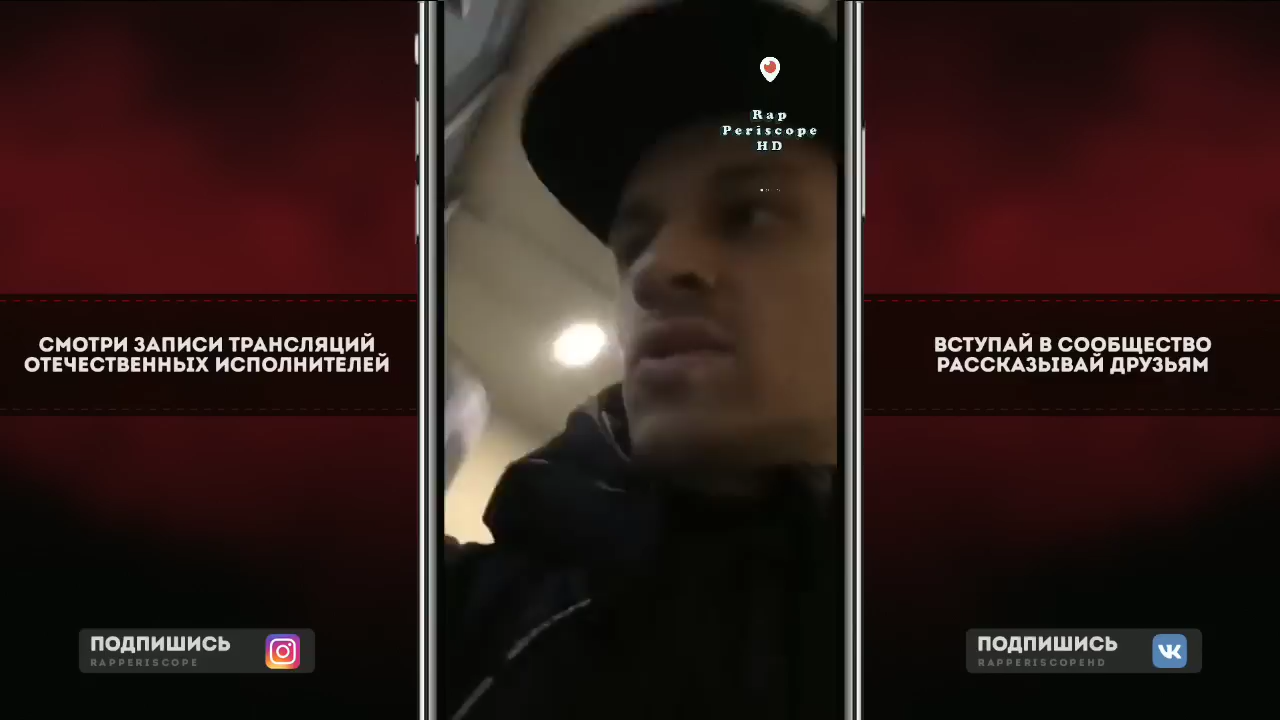 Rap
Periscope
HD
СМОТРИ ЗАПИСИ ТРАНСЛЯЦИЙ
ОТЕЧЕСТВЕННЫХ ИСПОЛНИТЕЛЕЙ
ВСТУПАЙ В СООБЩЕСТВО
РАССКАЗЫВАЙ ДРУЗЬЯМ
ПОДПИШИСЬ
RAPPERISCOPE
ПОДПИШИСЬ
RAPPERISCOPEHD